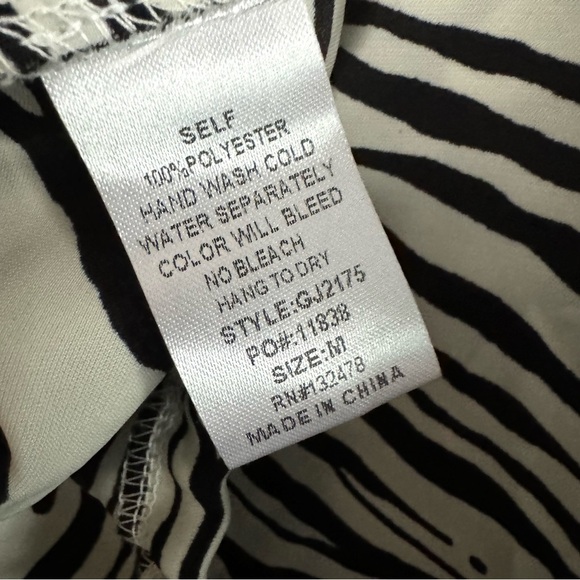 SELF
100%POLYESTER
HAND WASH COLD
WATER SEPARATELY
COLOR WILL BLEED
NO BLEACH
HANG TO DRY
STYLE:GJ2175
PO#:11838
SIZE:M
RN#132478
MADE IN CHINA